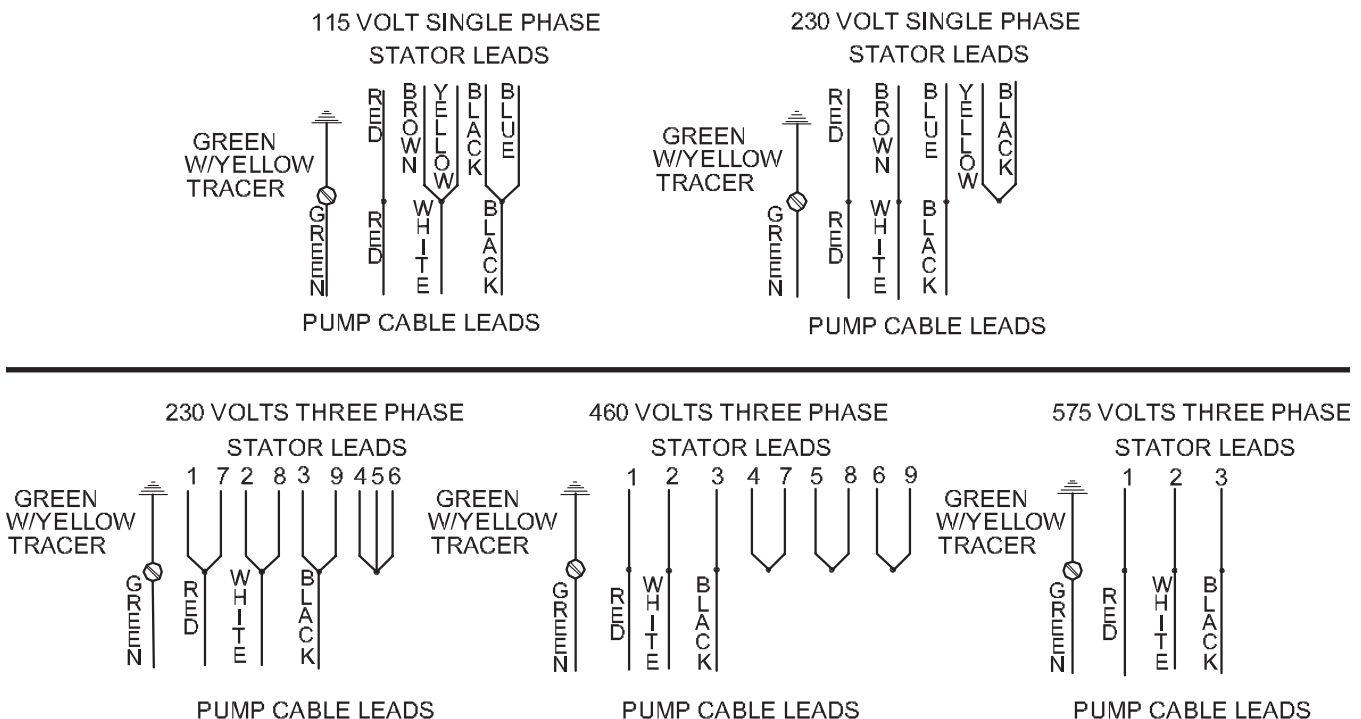 115 VOLT SINGLE PHASE
STATOR LEADS
GREEN
W/YELLOW
TRACER
RED
BROWN
YELLOW
BLACK
BLUE
GREEN
RED
WHITE
BLACK
PUMP CABLE LEADS
230 VOLT SINGLE PHASE
STATOR LEADS
GREEN
W/YELLOW
TRACER
RED
BROWN
BLUE
YELLOW
BLACK
GREEN
RED
WHITE
BLACK
PUMP CABLE LEADS
230 VOLTS THREE PHASE
STATOR LEADS
1 7 2 8 3 9 4 5 6
GREEN
W/YELLOW
TRACER
GREEN
RED
WHITE
BLACK
PUMP CABLE LEADS
460 VOLTS THREE PHASE
STATOR LEADS
1 2 3 4 7 5 8 6 9
GREEN
W/YELLOW
TRACER
GREEN
RED
WHITE
BLACK
PUMP CABLE LEADS
575 VOLTS THREE PHASE
STATOR LEADS
1 2 3
GREEN
W/YELLOW
TRACER
GREEN
RED
WHITE
BLACK
PUMP CABLE LEADS